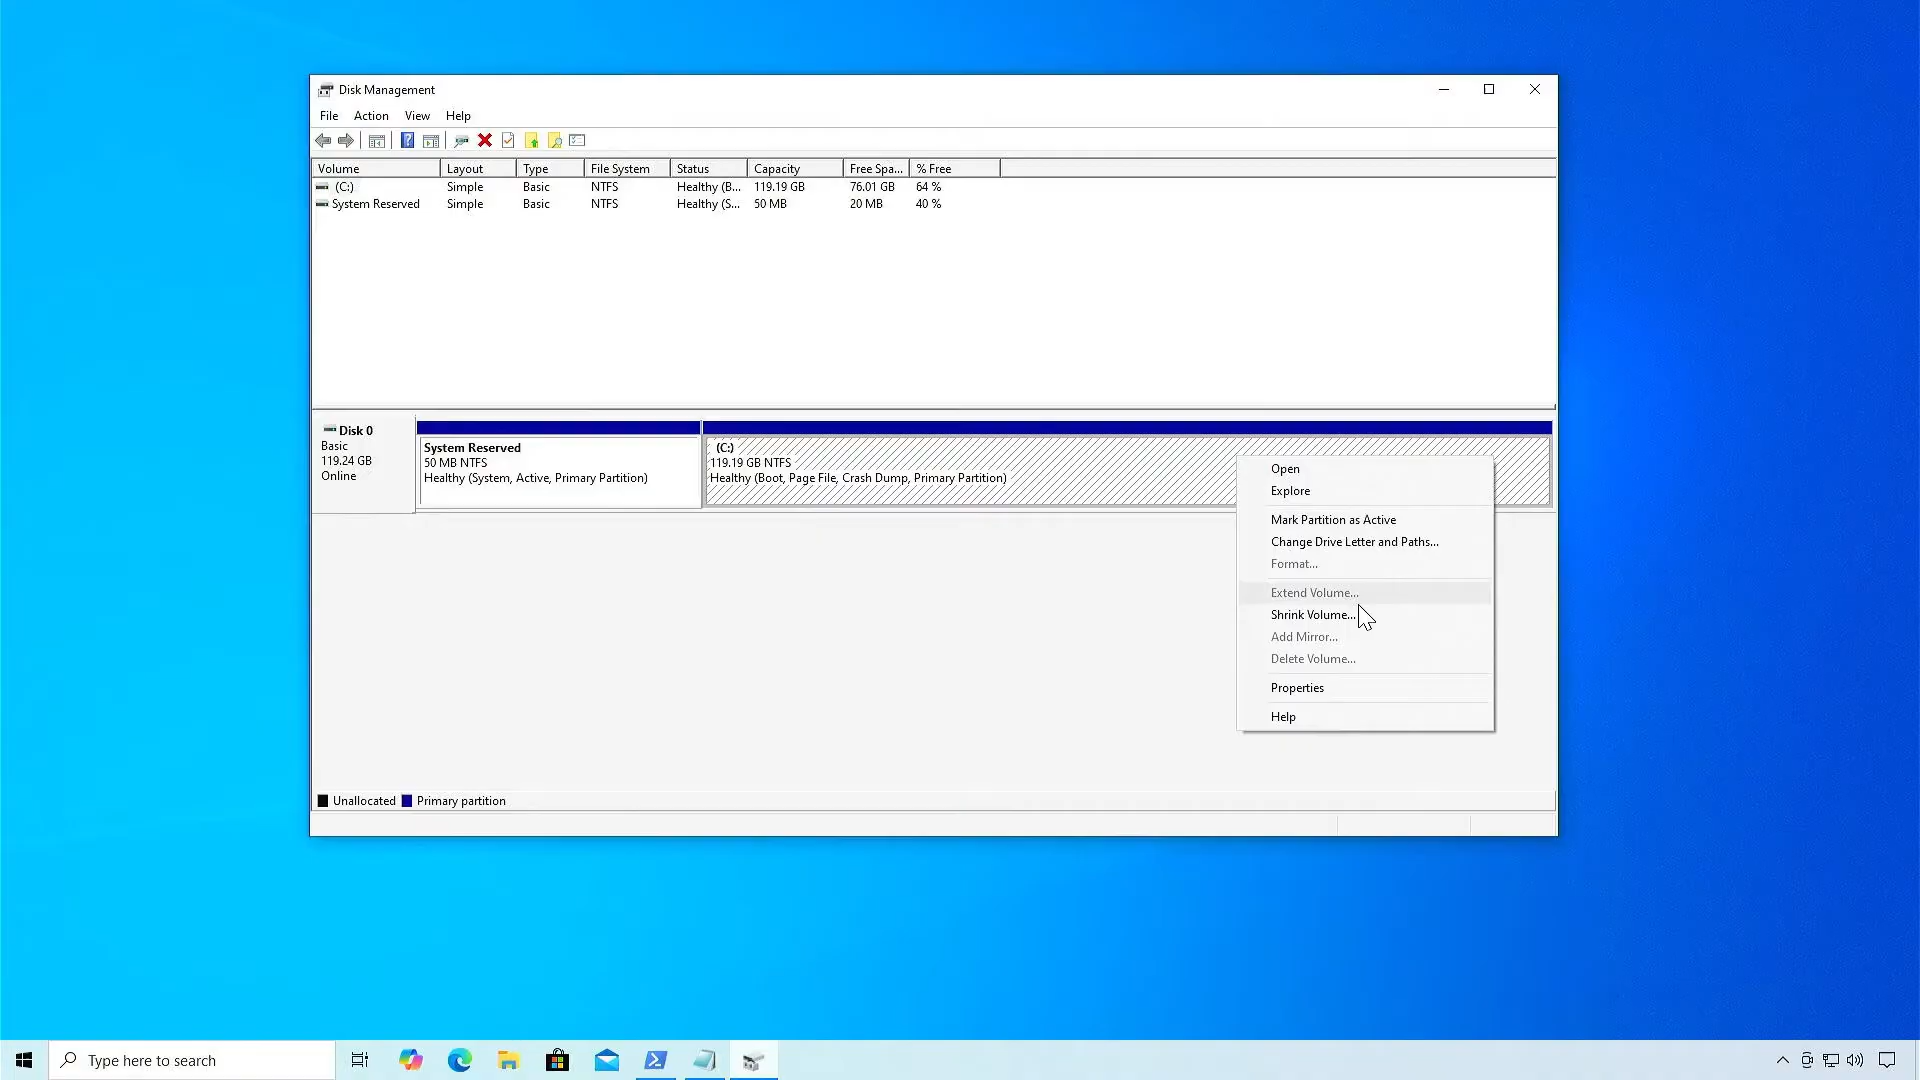 Disk Management
File Action View Help
Volume Layout Type File System Status Capacity Free Spa... % Free
(C:) Simple Basic NTFS Healthy (B... 119.19 GB 76.01 GB 64 %
System Reserved Simple Basic NTFS Healthy (S... 50 MB 20 MB 40 %
Disk 0
Basic
119.24 GB
Online
System Reserved
50 MB NTFS
Healthy (System, Active, Primary Partition)
(C:)
119.19 GB NTFS
Healthy (Boot, Page File, Crash Dump, Primary Partition)
Open
Explore
Mark Partition as Active
Change Drive Letter and Paths...
Format...
Extend Volume...
Shrink Volume...
Add Mirror...
Delete Volume...
Properties
Help
Unallocated Primary partition
Type here to search